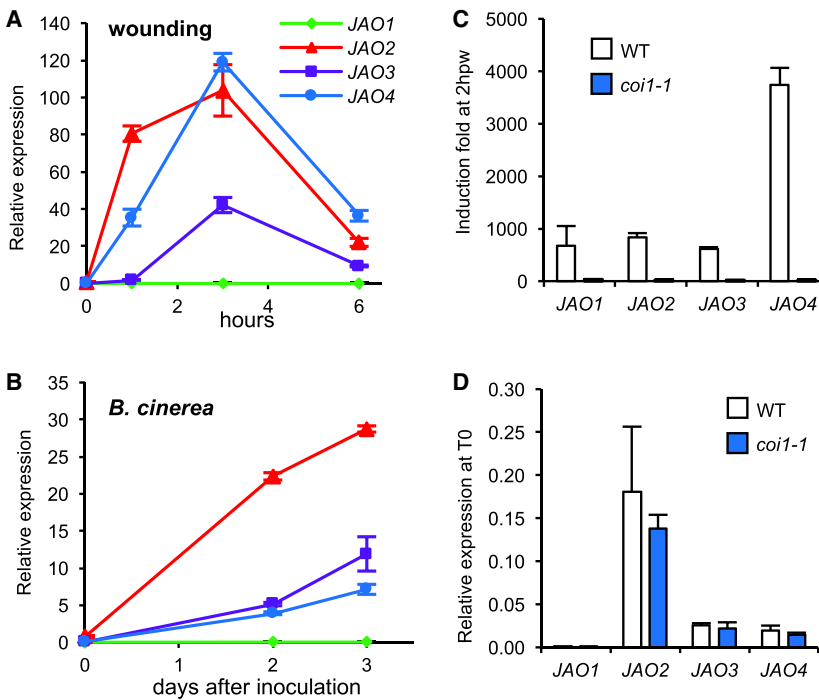 A
wounding
JAO1
JAO2
JAO3
JAO4
Relative expression
140
120
100
80
60
40
20
0
0 2 4 6
hours
B
B. cinerea
Relative expression
35
30
25
20
15
10
5
0
0 1 2 3
days after inoculation
C
WT
coi1-1
Induction fold at 2hpw
5000
4000
3000
2000
1000
0
JAO1 JAO2 JAO3 JAO4
D
WT
coi1-1
Relative expression at T0
0.30
0.25
0.20
0.15
0.10
0.05
0.00
JAO1 JAO2 JAO3 JAO4